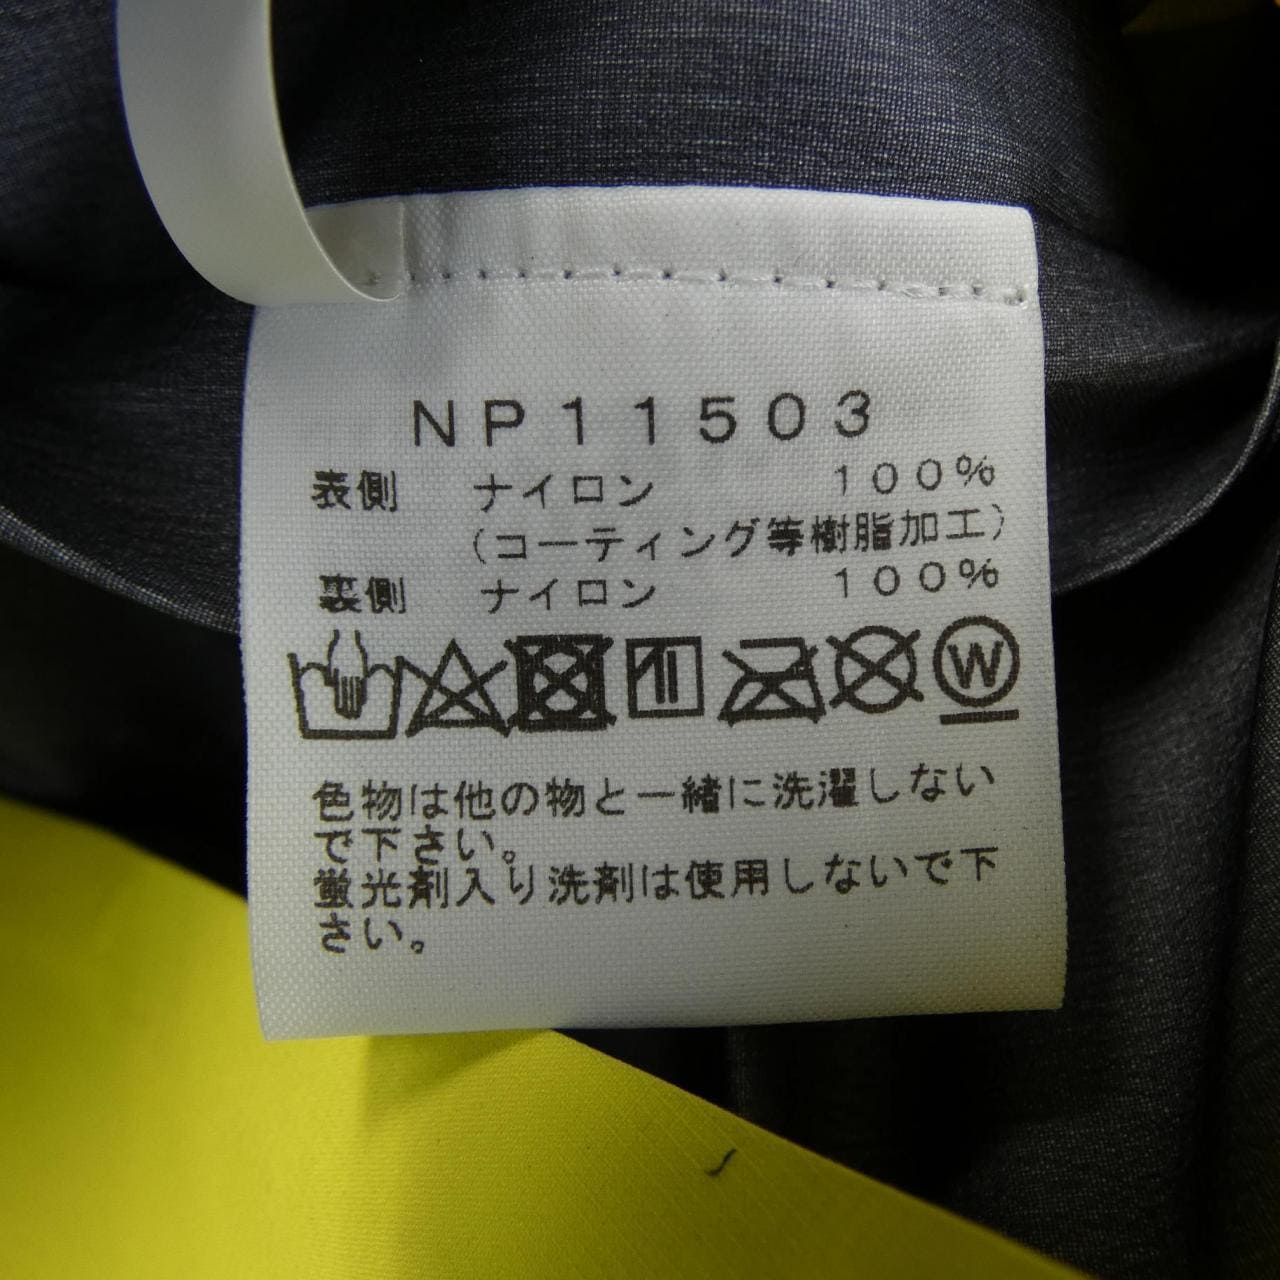 NP11503
表側 ナイロン 100%
(コーティング等樹脂加工)
裏側 ナイロン 100%
W
色物は他の物と一緒に洗濯しない
で下さい。
蛍光剤入り洗剤は使用しないで下
さい。